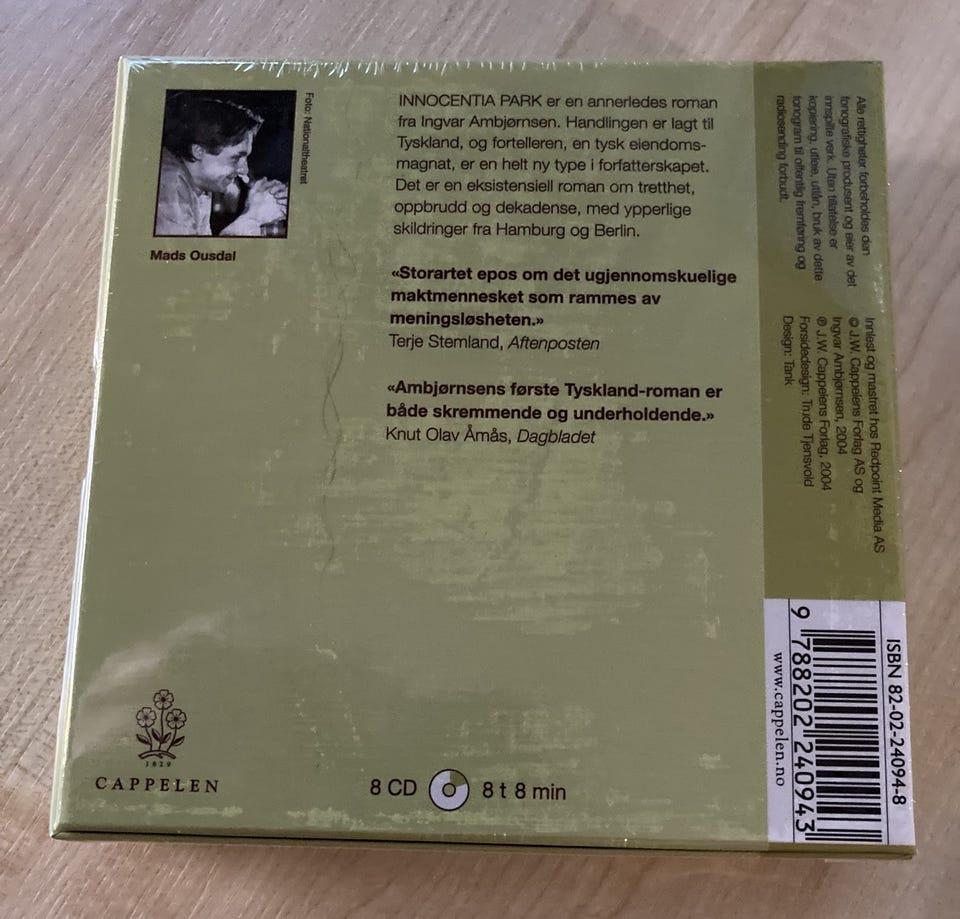 Foto: Nationaltheatret
Mads Ousdal
INNOCENTIA PARK er en annerledes roman
fra Ingvar Ambjørnsen. Handlingen er lagt til
Tyskland, og fortelleren, en tysk eiendoms-
magnat, er en helt ny type i forfatterskapet.
Det er en eksistensiell roman om tretthet,
oppbrudd og dekadense, med ypperlige
skildringer fra Hamburg og Berlin.
«Storartet epos om det ugjennomskuelige
maktmennesket som rammes av
meningsløsheten.»
Terje Stemland, Aftenposten
«Ambjørnsens første Tyskland-roman er
både skremmende og underholdende.»
Knut Olav Åmås, Dagbladet
1829
CAPPELEN
8 CD 8 t 8 min
Alle rettigheter forbeholdes den
fonografiske produsent og eier av det
innspilte verk. Uten tillatelse er
kopiering, utleie, utlån, bruk av dette
fonogram til offentlig fremføring og
radiosending forbudt.
Innlest og mastret hos Redpoint Media AS
© J.W. Cappelens Forlag AS og
Ingvar Ambjørnsen, 2004
℗ J.W. Cappelens Forlag, 2004
Forsidedesign: Trude Tjensvold
Design: Tank
ISBN 82-02-24094-8
9 788202 240943
www.cappelen.no